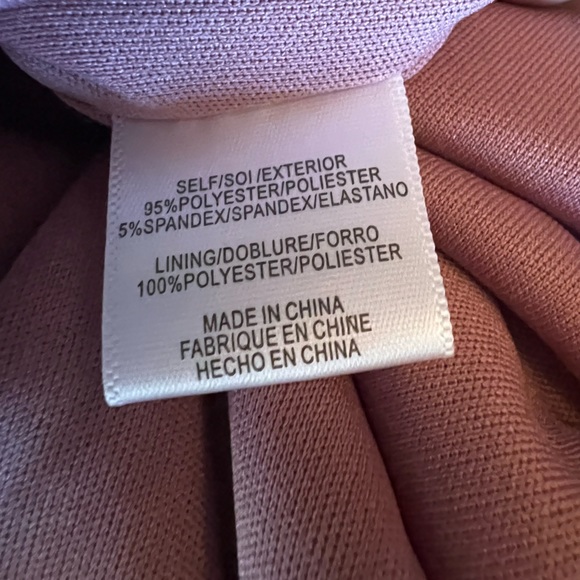 SELF/SOI/EXTERIOR
95%POLYESTER/POLIESTER
5%SPANDEX/SPANDEX/ELASTANO
LINING/DOBLURE/FORRO
100%POLYESTER/POLIESTER
MADE IN CHINA
FABRIQUE EN CHINE
HECHO EN CHINA